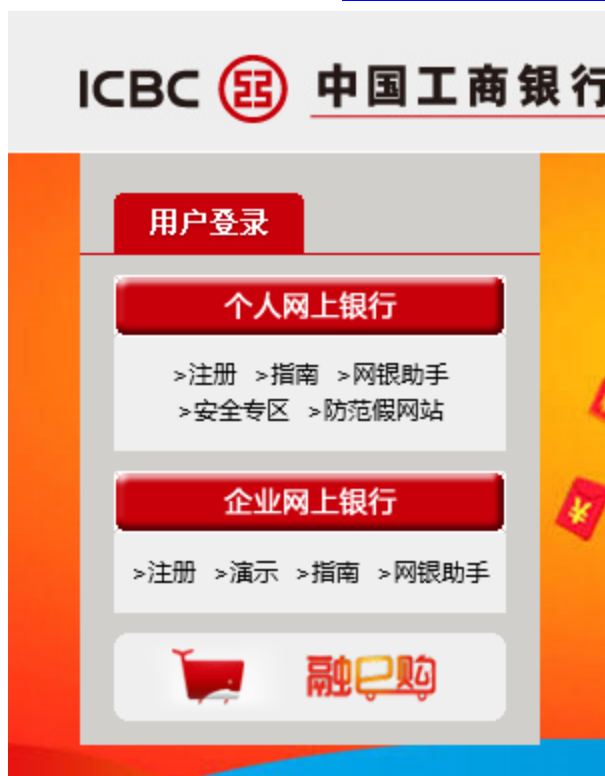 ICBC 中国工商银行
用户登录
个人网上银行
>注册 >指南 >网银助手
>安全专区 >防范假网站
企业网上银行
>注册 >演示 >指南 >网银助手
融e购